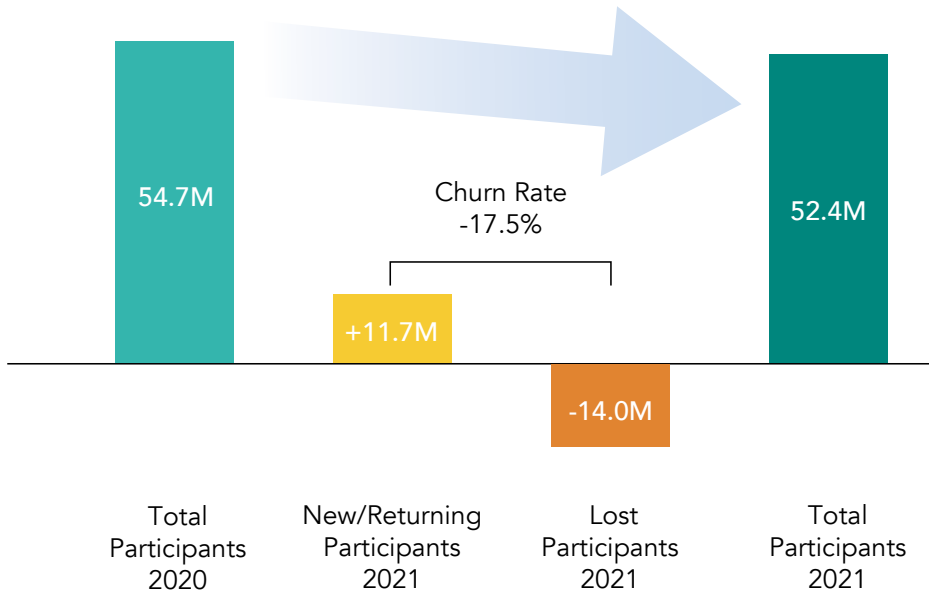 54.7M
Churn Rate
-17.5%
52.4M
+11.7M
-14.0M
Total
Participants
2020
New/Returning
Participants
2021
Lost
Participants
2021
Total
Participants
2021